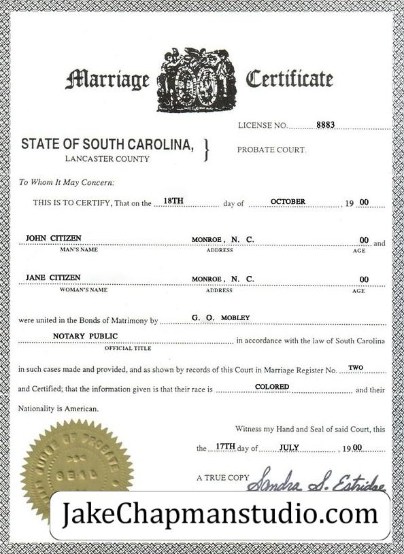 Marriage Certificate
LICENSE NO. 8883
STATE OF SOUTH CAROLINA, }
LANCASTER COUNTY
PROBATE COURT
To Whom It May Concern:
THIS IS TO CERTIFY, That on the 18TH day of OCTOBER 19 00
JOHN CITIZEN MONROE, N. C. 00 and
MAN'S NAME ADDRESS AGE
JANE CITIZEN MONROE, N. C. 00
WOMAN'S NAME ADDRESS AGE
were united in the Bonds of Matrimony by G. O. MOBLEY
NOTARY PUBLIC in accordance with the law of South Carolina
OFFICIAL TITLE
in such cases made and provided, and as shown by records of this Court in Marriage Register No. TWO
and Certified; that the information given is that their race is COLORED and their
Nationality is American.
Witness my Hand and Seal of said Court, this
the 17TH day of JULY 1900
A TRUE COPY Sandra S. Estridge
JakeChapmanstudio.com